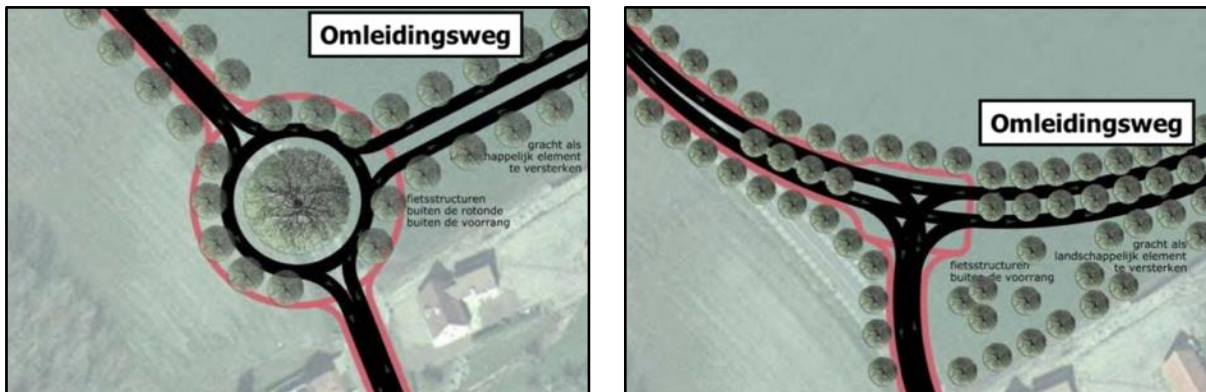 Omleidingsweg
gracht als
landschappelijk element
te versterken
fietsstructuren
buiten de rotonde
buiten de voorrang
Omleidingsweg
gracht als
landschappelijk element
te versterken
fietsstructuren
buiten de voorrang